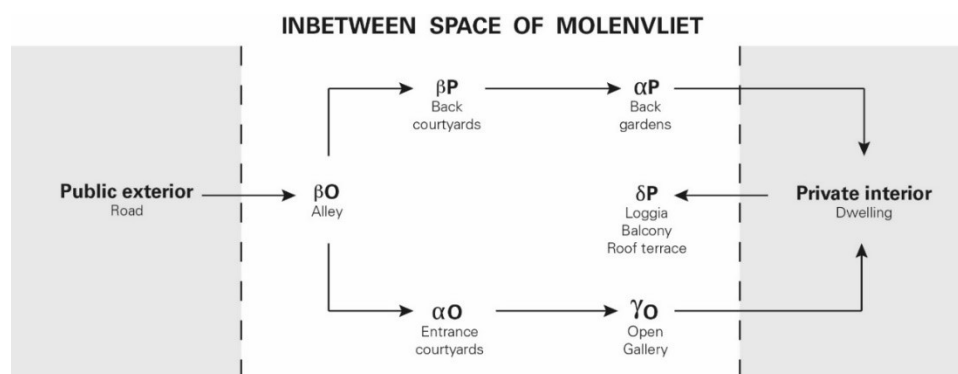 INBETWEEN SPACE OF MOLENVLIET
βP
Back
courtyards
αP
Back
gardens
Public exterior
Road
βO
Alley
δP
Loggia
Balcony
Roof terrace
Private interior
Dwelling
αO
Entrance
courtyards
γO
Open
Gallery